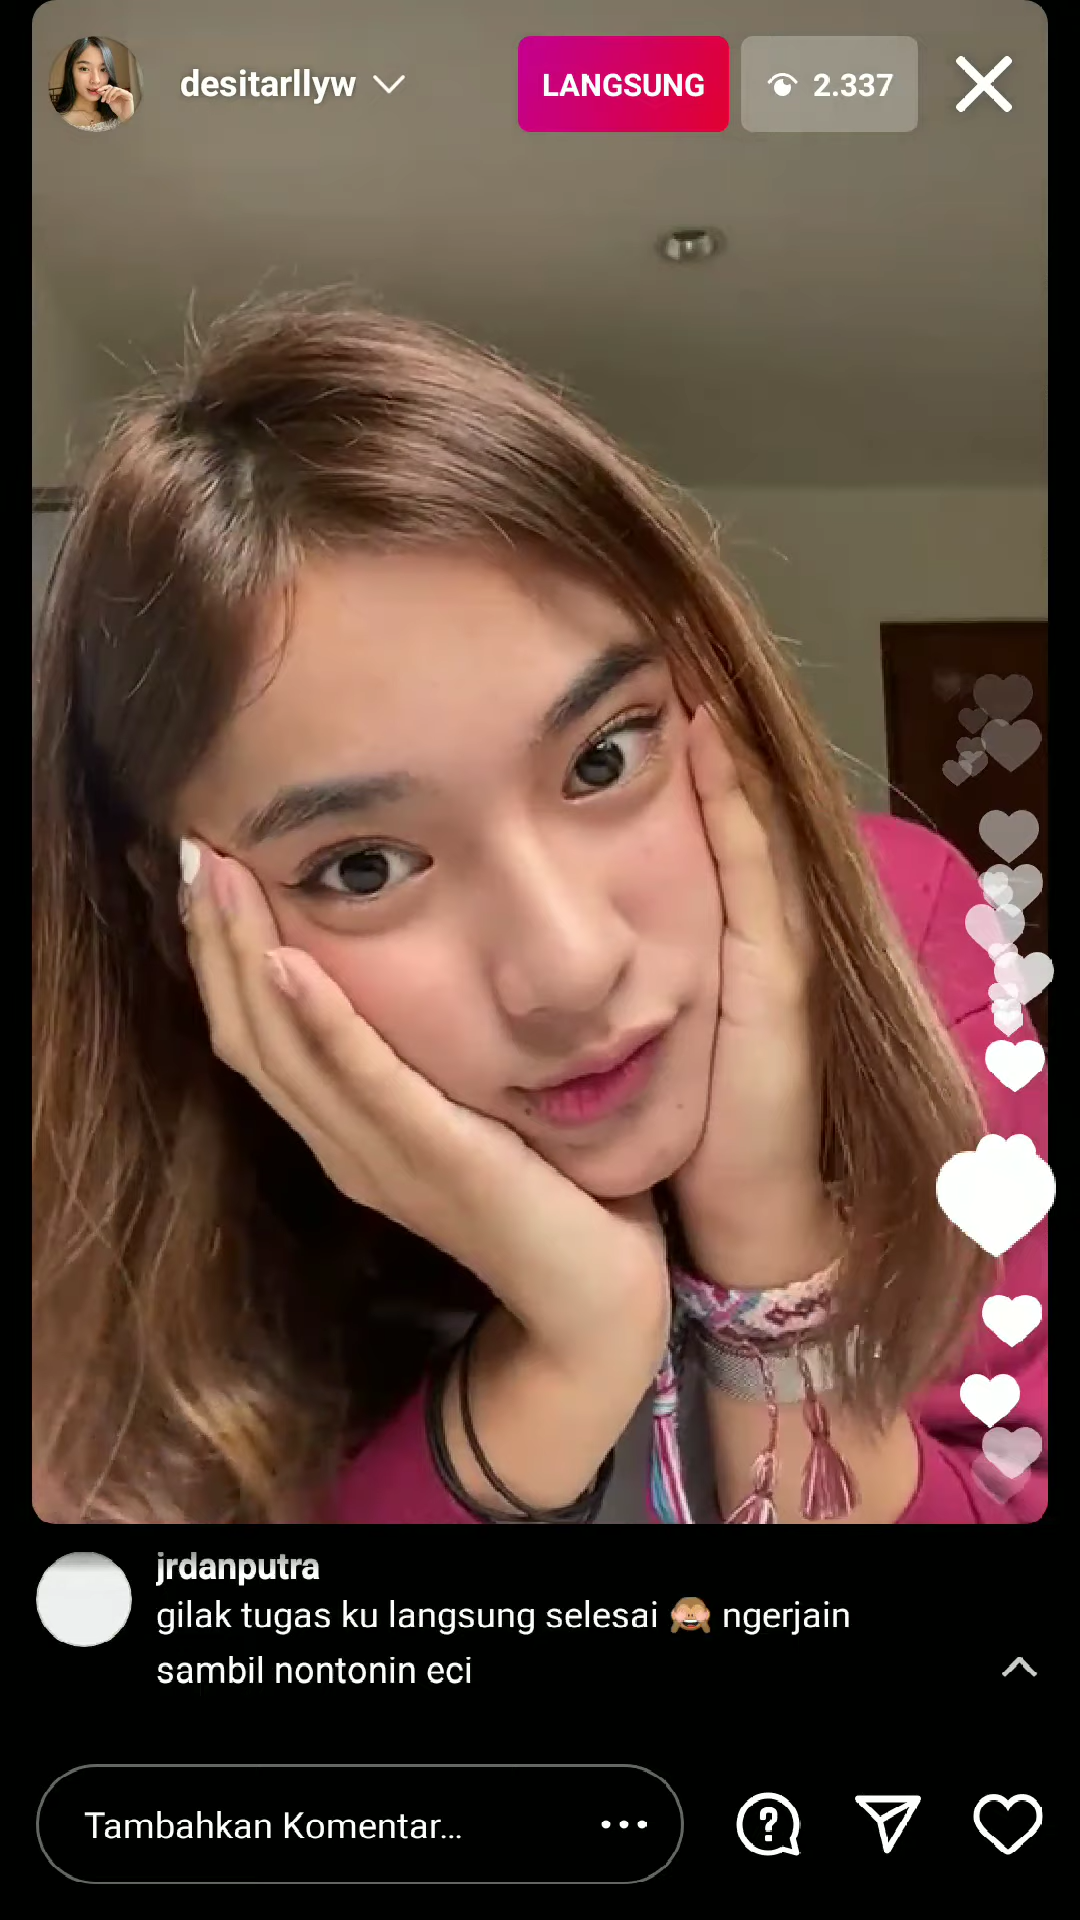 desitarllyw
LANGSUNG
2.337
jrdanputra
gilak tugas ku langsung selesai 🙈 ngerjain
sambil nontonin eci
Tambahkan Komentar...